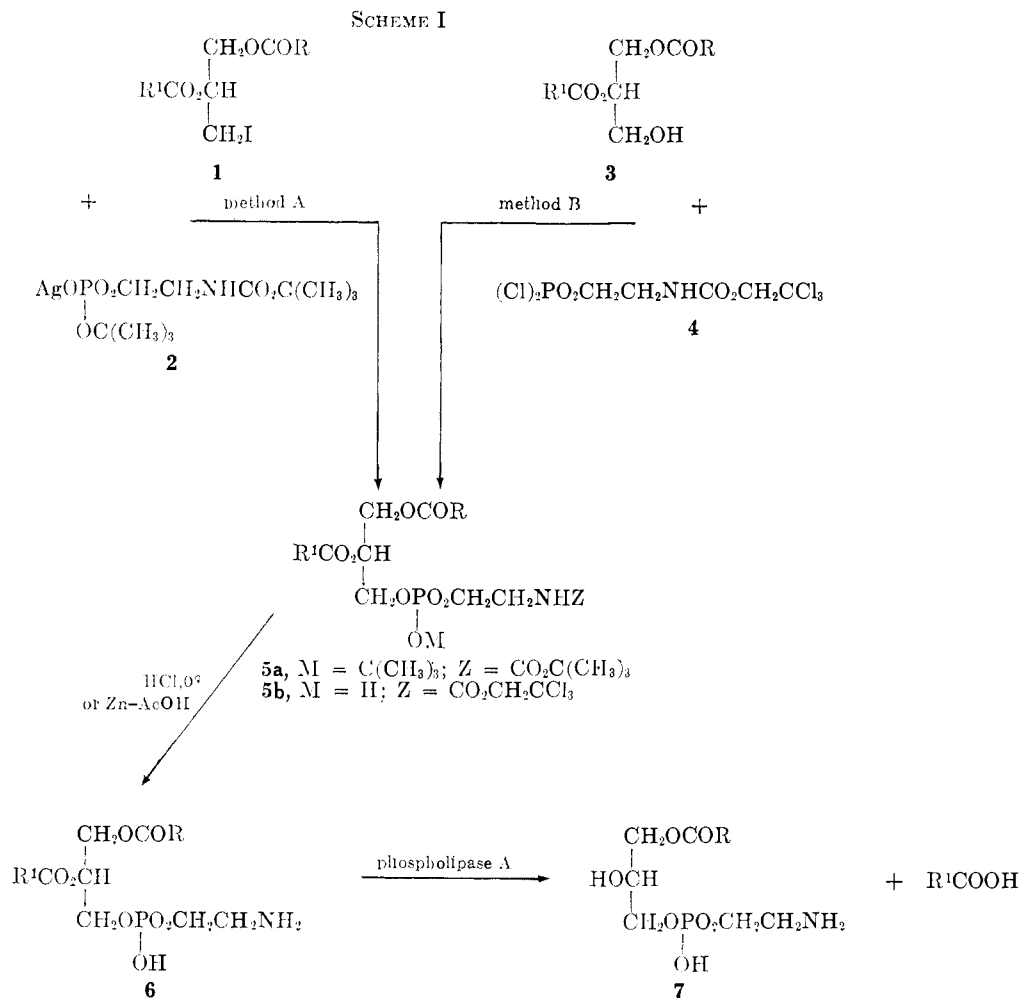 SCHEME I
CH₂OCOR
R¹CO₂CH
CH₂I
1
CH₂OCOR
R¹CO₂CH
CH₂OH
3
+
method A
method B
+
AgOPO₂CH₂CH₂NHCO₂C(CH₃)₃
OC(CH₃)₃
2
(Cl)₂PO₂CH₂CH₂NHCO₂CH₂CCl₃
4
CH₂OCOR
R¹CO₂CH
CH₂OPO₂CH₂CH₂NHZ
OM
5a, M = C(CH₃)₃; Z = CO₂C(CH₃)₃
5b, M = H; Z = CO₂CH₂CCl₃
HCl,0°
or Zn–AcOH
CH₂OCOR
R¹CO₂CH
CH₂OPO₂CH₂CH₂NH₂
OH
6
phospholipase A
CH₂OCOR
HOCH
CH₂OPO₂CH₂CH₂NH₂
OH
7
+ R¹COOH